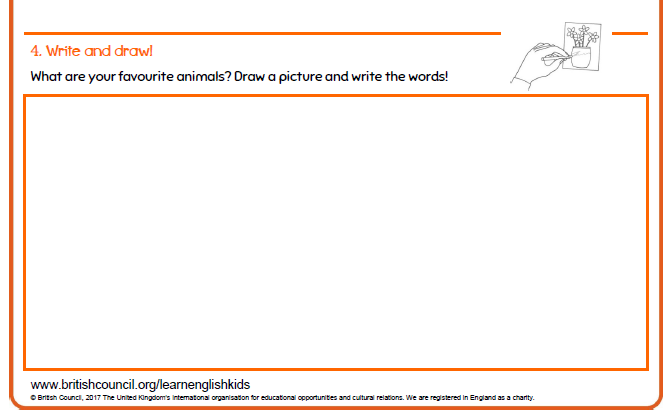 4. Write and draw!
What are your favourite animals? Draw a picture and write the words!
www.britishcouncil.org/learnenglishkids
© British Council, 2017 The United Kingdom's international organisation for educational opportunities and cultural relations. We are registered in England as a charity.